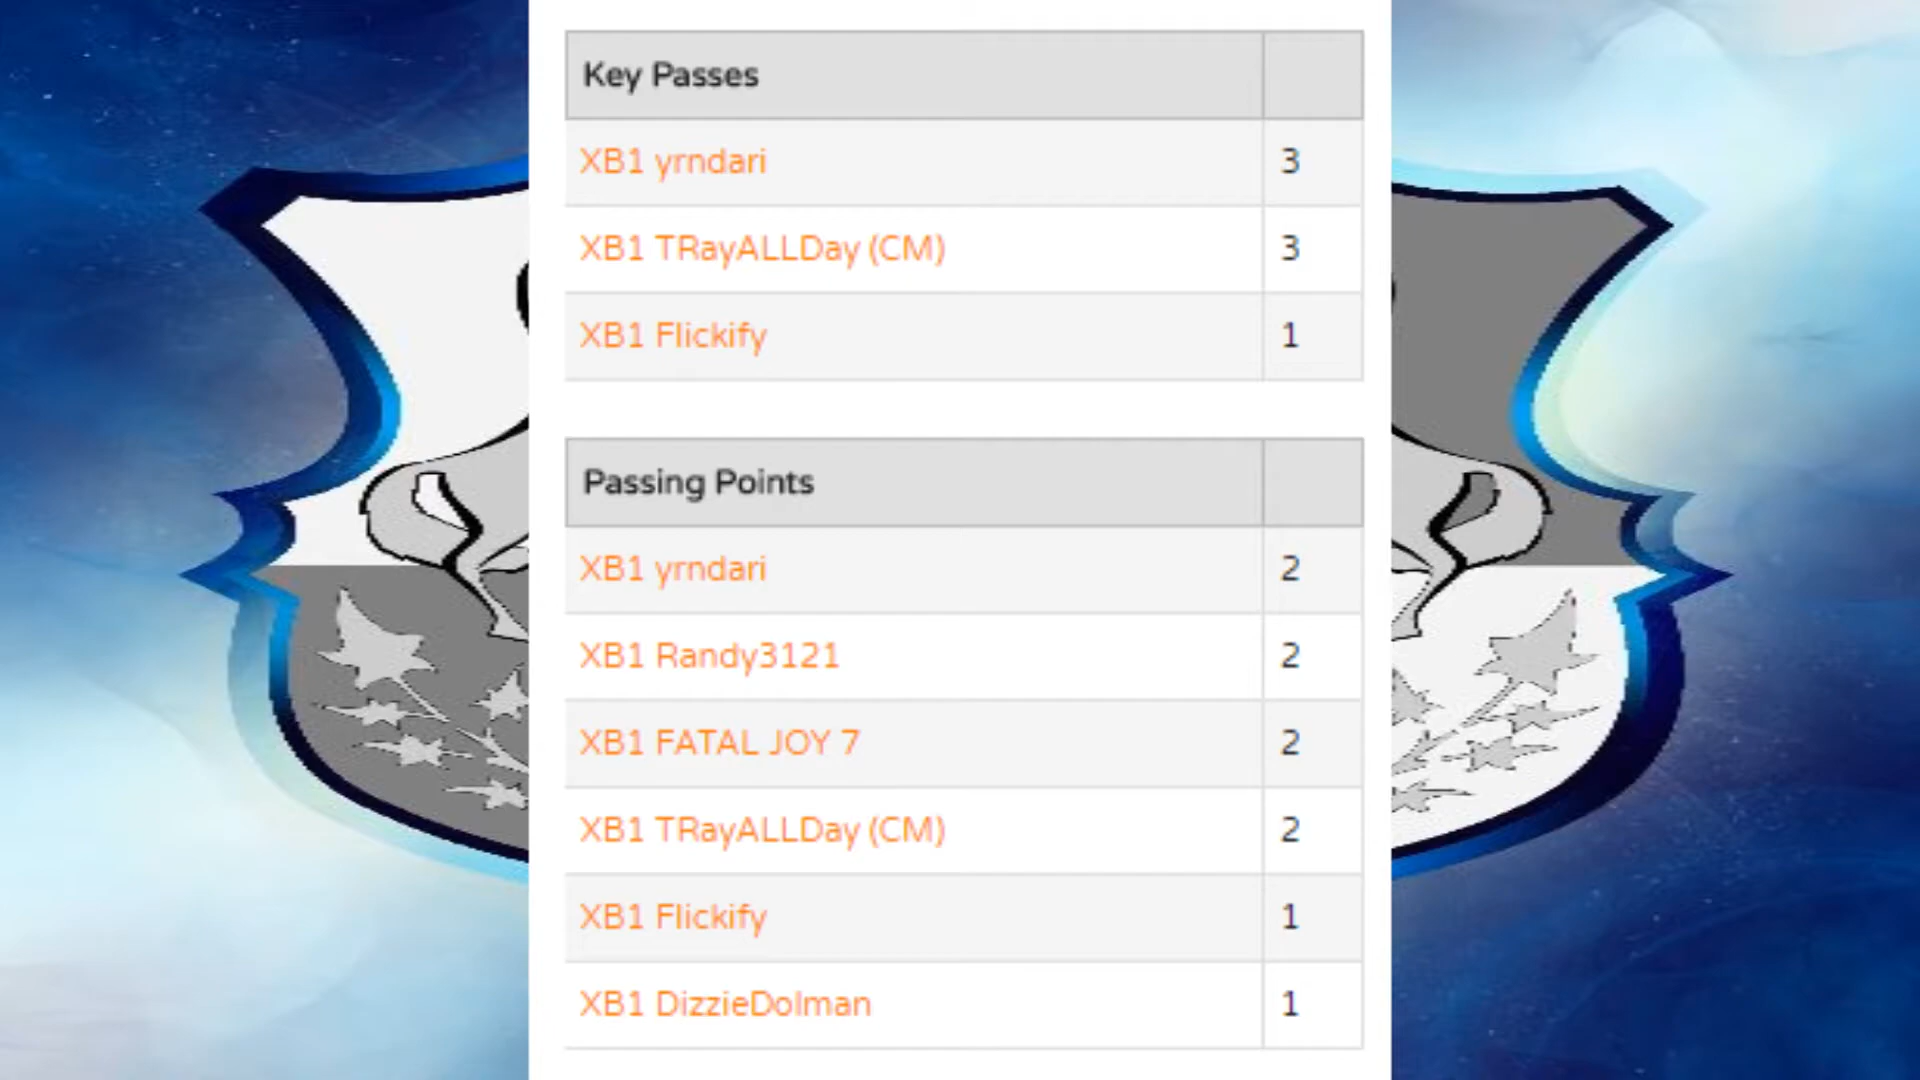 Key Passes
XB1 yrndari 3
XB1 TRayALLDay (CM) 3
XB1 Flickify 1
Passing Points
XB1 yrndari 2
XB1 Randy3121 2
XB1 FATAL JOY 7 2
XB1 TRayALLDay (CM) 2
XB1 Flickify 1
XB1 DizzieDolman 1